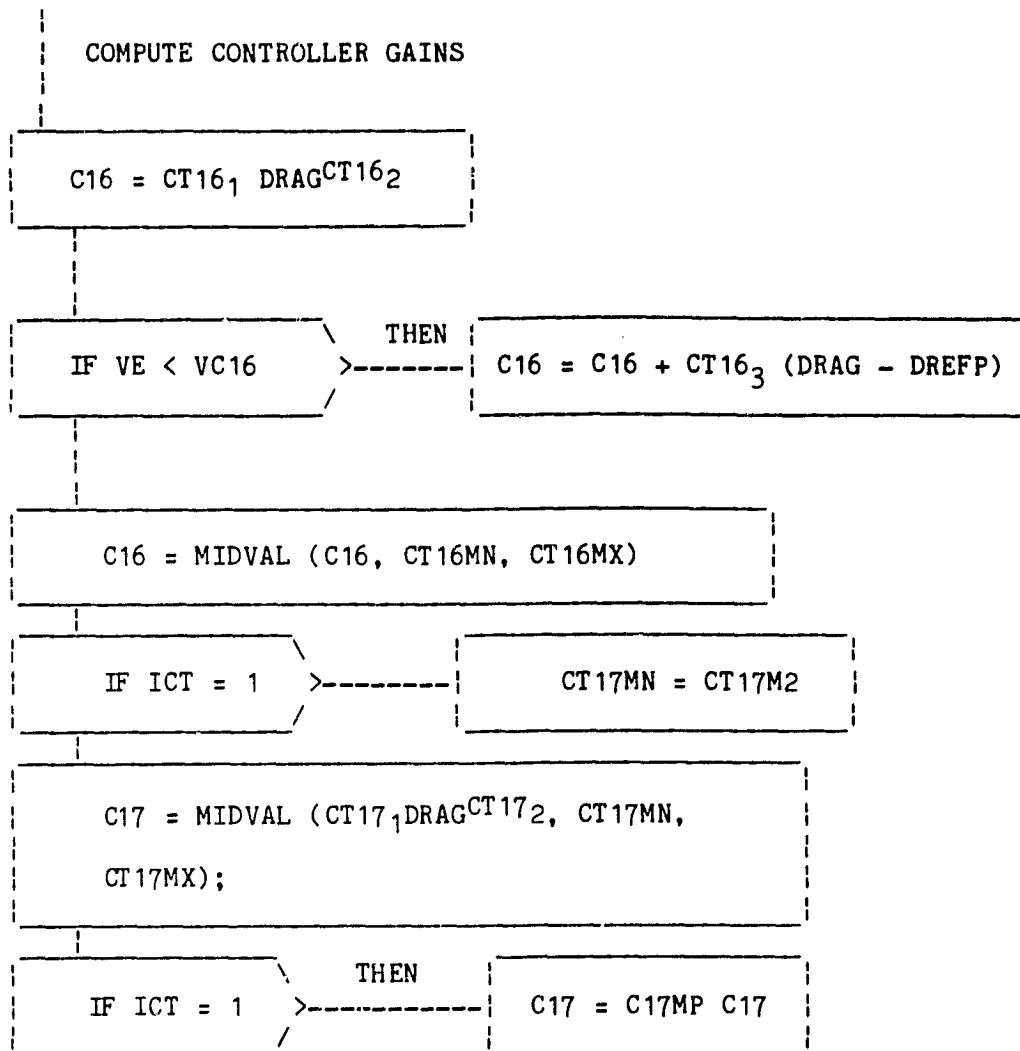 COMPUTE CONTROLLER GAINS
C16 = CT16₁ DRAG^CT16₂
IF VE < VC16
THEN
C16 = C16 + CT16₃ (DRAG - DREFP)
C16 = MIDVAL (C16, CT16MN, CT16MX)
IF ICT = 1
CT17MN = CT17M2
C17 = MIDVAL (CT17₁DRAG^CT17₂, CT17MN,
CT17MX);
IF ICT = 1
THEN
C17 = C17MP C17